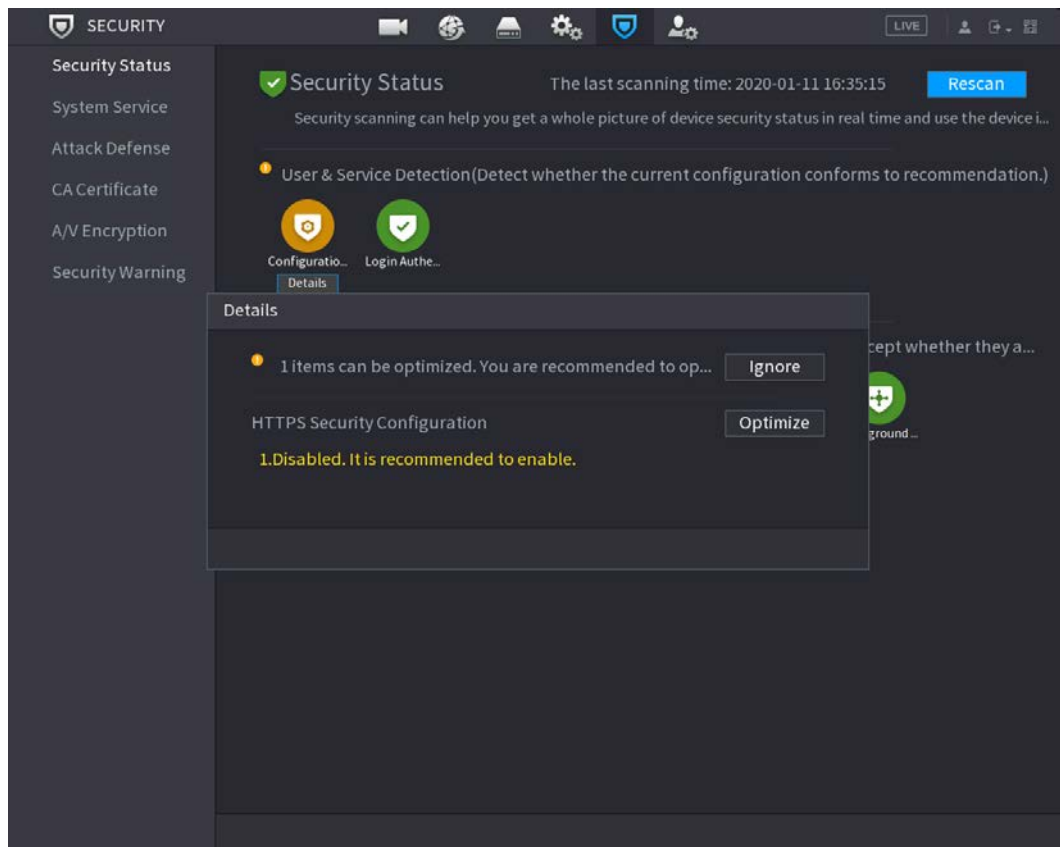 SECURITY
LIVE
Security Status
System Service
Attack Defense
CA Certificate
A/V Encryption
Security Warning
Security Status The last scanning time: 2020-01-11 16:35:15 Rescan
Security scanning can help you get a whole picture of device security status in real time and use the device i...
User & Service Detection(Detect whether the current configuration conforms to recommendation.)
Configuratio... Login Authe...
Details
Details
cept whether they a...
1 items can be optimized. You are recommended to op... Ignore
HTTPS Security Configuration Optimize
ground...
1.Disabled. It is recommended to enable.